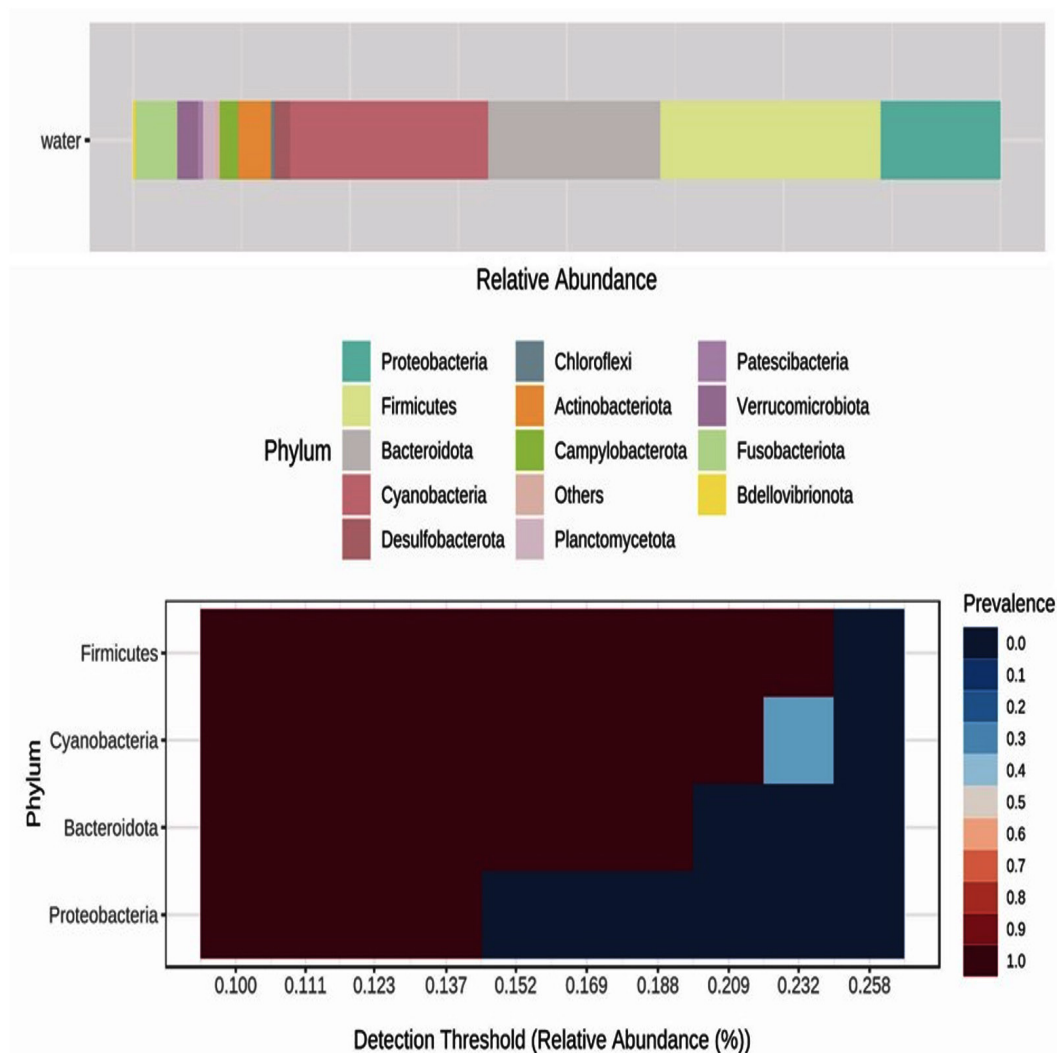 water
Relative Abundance
Phylum
Proteobacteria Chloroflexi Patescibacteria
Firmicutes Actinobacteriota Verrucomicrobiota
Bacteroidota Campylobacterota Fusobacteriota
Cyanobacteria Others Bdellovibrionota
Desulfobacterota Planctomycetota
Phylum
Firmicutes
Cyanobacteria
Bacteroidota
Proteobacteria
0.100 0.111 0.123 0.137 0.152 0.169 0.188 0.209 0.232 0.258
Detection Threshold (Relative Abundance (%))
Prevalence
0.0
0.1
0.2
0.3
0.4
0.5
0.6
0.7
0.8
0.9
1.0